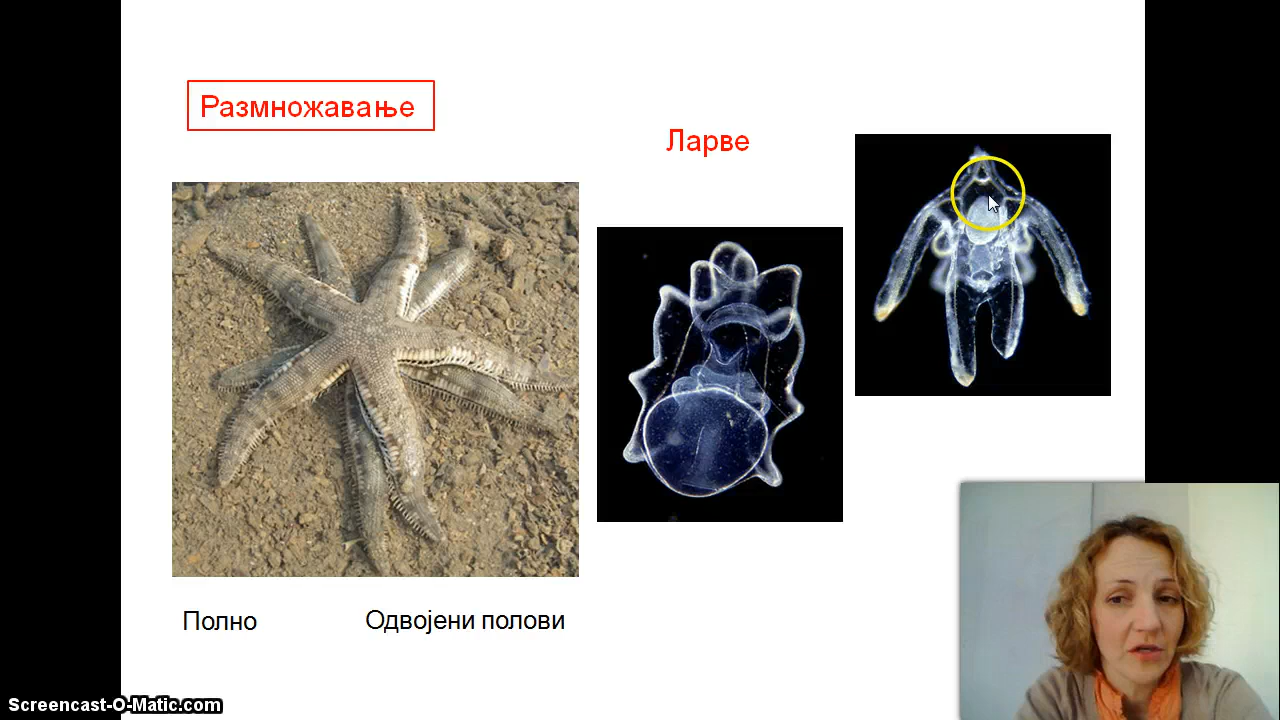 Размножавање
Ларве
Полно
Одвојени полови
Screencast-O-Matic.com